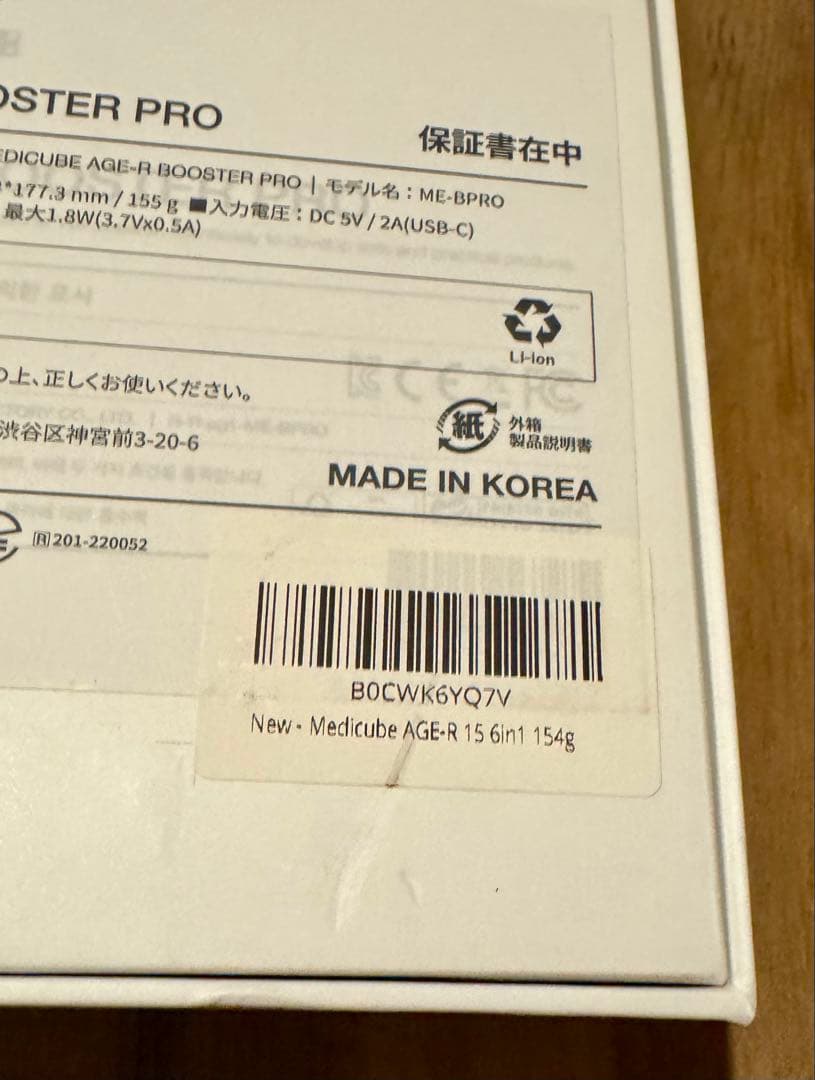 OSTER PRO
保証書在中
EDICUBE AGE-R BOOSTER PRO | モデル名：ME-BPRO
*177.3 mm / 155 g ■入力電圧：DC 5V / 2A(USB-C)
最大1.8W(3.7Vx0.5A)
Li-ion
の上、正しくお使いください。
紙 外箱
製品説明書
渋谷区神宮前3-20-6
MADE IN KOREA
R 201-220052
B0CWK6YQ7V
New - Medicube AGE-R 15 6in1 154g